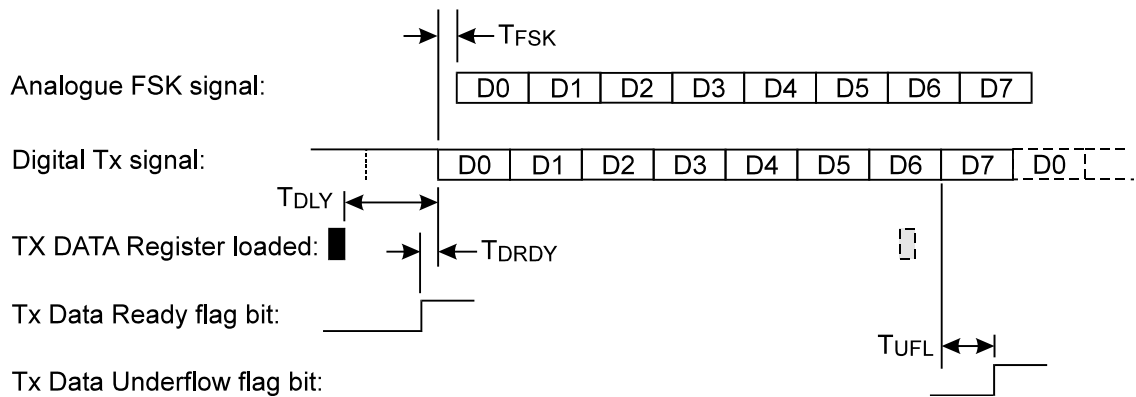 TFSK
Analogue FSK signal: D0 D1 D2 D3 D4 D5 D6 D7
Digital Tx signal: D0 D1 D2 D3 D4 D5 D6 D7 D0
TDLY
TX DATA Register loaded: TDRDY
Tx Data Ready flag bit:
TUFL
Tx Data Underflow flag bit: